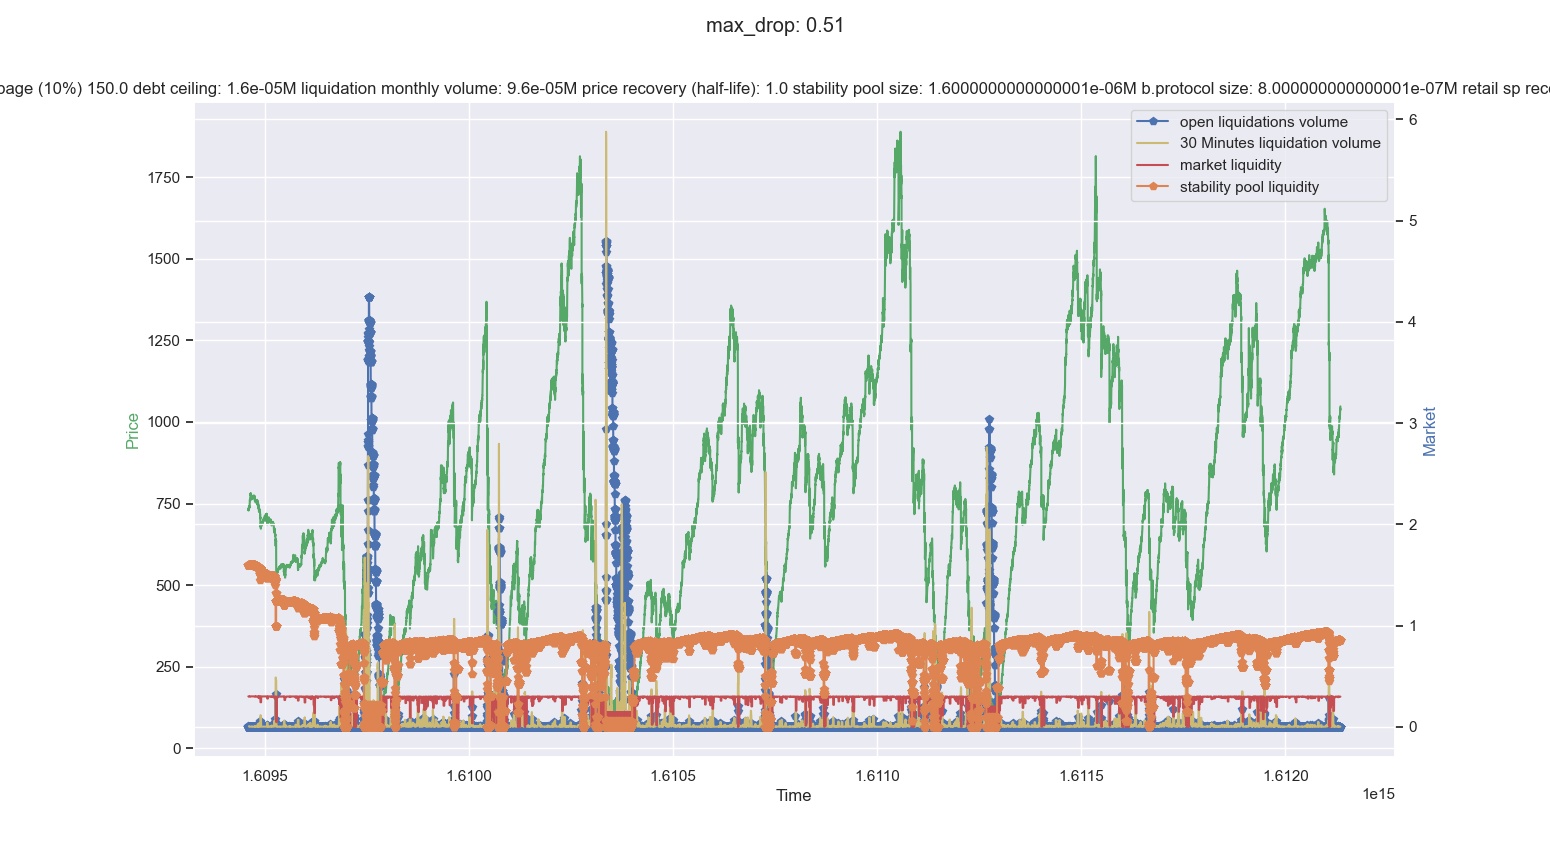 max_drop: 0.51
(10%) 150.0 debt ceiling: 1.6e-05M liquidation monthly volume: 9.6e-05M price recovery (half-life): 1.0 stability pool size: 1.6000000000000001e-06M b.protocol size: 8.000000000000001e-07M retail sp
open liquidations volume
30 Minutes liquidation volume
market liquidity
stability pool liquidity
1750
1500
1250
1000
750
500
250
0
Price
6
5
4
3
2
1
0
Market
1.6095
1.6100
1.6105
1.6110
1.6115
1.6120
1e15
Time